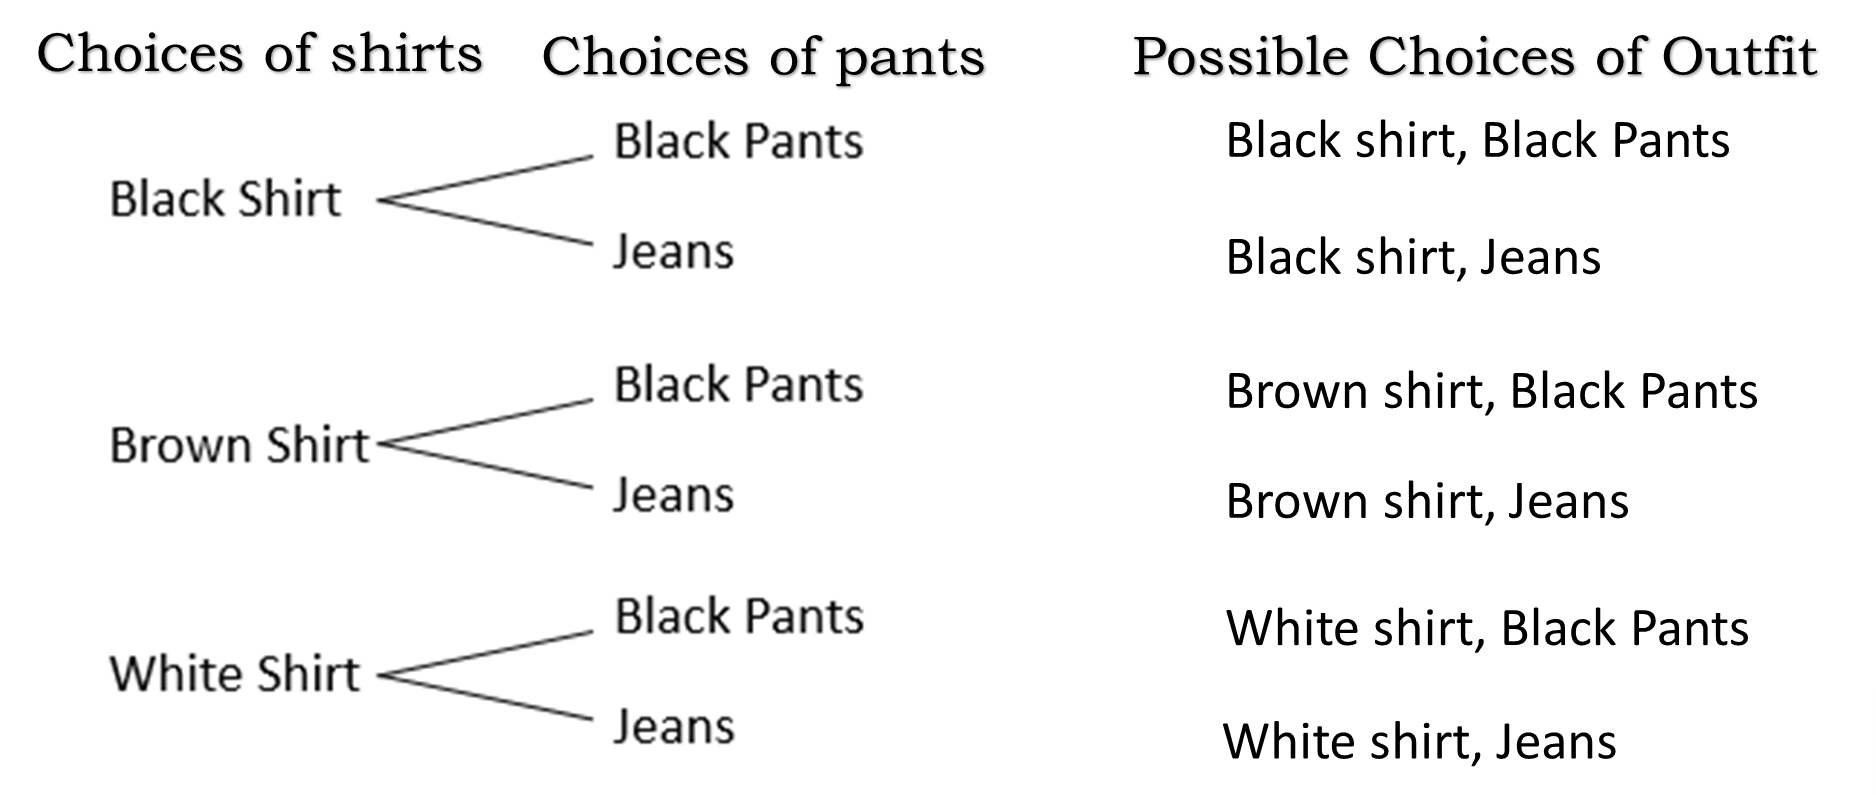 Choices of shirts Choices of pants Possible Choices of Outfit
Black Pants Black shirt, Black Pants
Black Shirt
Jeans Black shirt, Jeans
Black Pants Brown shirt, Black Pants
Brown Shirt
Jeans Brown shirt, Jeans
Black Pants White shirt, Black Pants
White Shirt
Jeans White shirt, Jeans